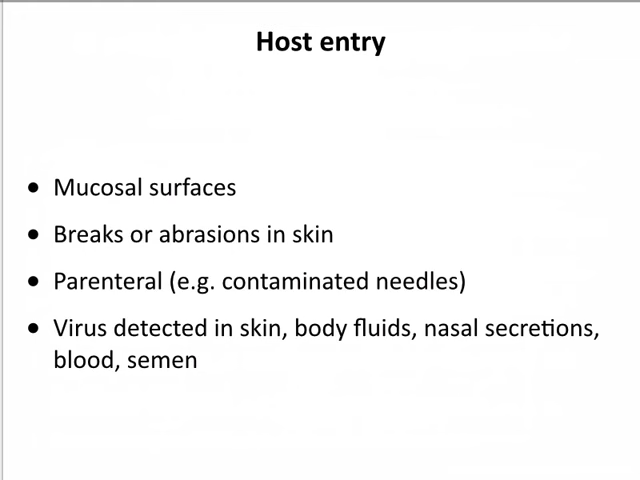 Host entry
• Mucosal surfaces
• Breaks or abrasions in skin
• Parenteral (e.g. contaminated needles)
• Virus detected in skin, body fluids, nasal secretions,
blood, semen